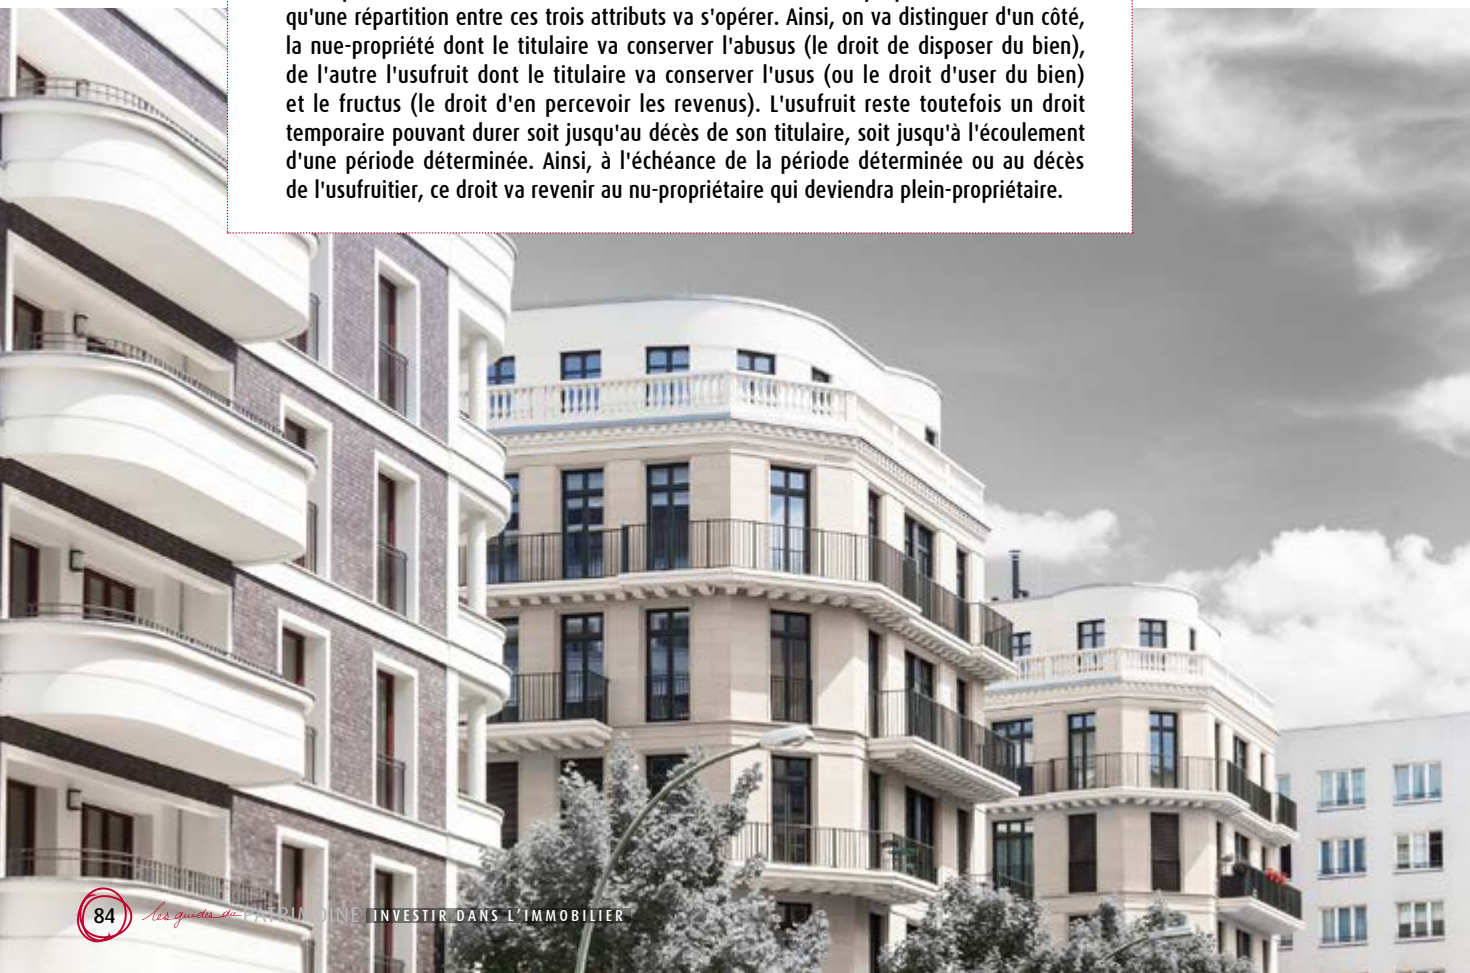 qu'une répartition entre ces trois attributs va s'opérer. Ainsi, on va distinguer d'un côté,
la nue-propriété dont le titulaire va conserver l'abusus (le droit de disposer du bien),
de l'autre l'usufruit dont le titulaire va conserver l'usus (ou le droit d'user du bien)
et le fructus (le droit d'en percevoir les revenus). L'usufruit reste toutefois un droit
temporaire pouvant durer soit jusqu'au décès de son titulaire, soit jusqu'à l'écoulement
d'une période déterminée. Ainsi, à l'échéance de la période déterminée ou au décès
de l'usufruitier, ce droit va revenir au nu-propriétaire qui deviendra plein-propriétaire.
84 les guides du PATRIMOINE INVESTIR DANS L'IMMOBILIER